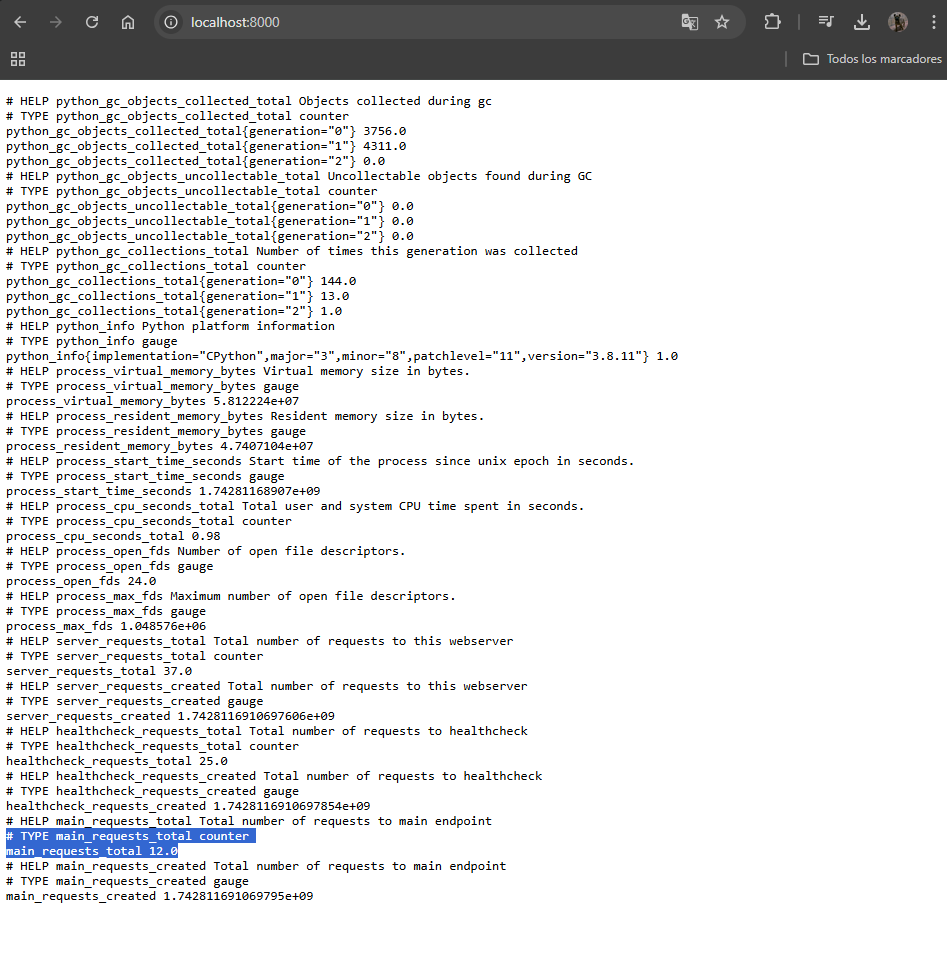 localhost:8000
Todos los marcadores
# HELP python_gc_objects_collected_total Objects collected during gc
# TYPE python_gc_objects_collected_total counter
python_gc_objects_collected_total{generation="0"} 3756.0
python_gc_objects_collected_total{generation="1"} 4311.0
python_gc_objects_collected_total{generation="2"} 0.0
# HELP python_gc_objects_uncollectable_total Uncollectable objects found during GC
# TYPE python_gc_objects_uncollectable_total counter
python_gc_objects_uncollectable_total{generation="0"} 0.0
python_gc_objects_uncollectable_total{generation="1"} 0.0
python_gc_objects_uncollectable_total{generation="2"} 0.0
# HELP python_gc_collections_total Number of times this generation was collected
# TYPE python_gc_collections_total counter
python_gc_collections_total{generation="0"} 144.0
python_gc_collections_total{generation="1"} 13.0
python_gc_collections_total{generation="2"} 1.0
# HELP python_info Python platform information
# TYPE python_info gauge
python_info{implementation="CPython",major="3",minor="8",patchlevel="11",version="3.8.11"} 1.0
# HELP process_virtual_memory_bytes Virtual memory size in bytes.
# TYPE process_virtual_memory_bytes gauge
process_virtual_memory_bytes 5.812224e+07
# HELP process_resident_memory_bytes Resident memory size in bytes.
# TYPE process_resident_memory_bytes gauge
process_resident_memory_bytes 4.7407104e+07
# HELP process_start_time_seconds Start time of the process since unix epoch in seconds.
# TYPE process_start_time_seconds gauge
process_start_time_seconds 1.74281168907e+09
# HELP process_cpu_seconds_total Total user and system CPU time spent in seconds.
# TYPE process_cpu_seconds_total counter
process_cpu_seconds_total 0.98
# HELP process_open_fds Number of open file descriptors.
# TYPE process_open_fds gauge
process_open_fds 24.0
# HELP process_max_fds Maximum number of open file descriptors.
# TYPE process_max_fds gauge
process_max_fds 1.048576e+06
# HELP server_requests_total Total number of requests to this webserver
# TYPE server_requests_total counter
server_requests_total 37.0
# HELP server_requests_created Total number of requests to this webserver
# TYPE server_requests_created gauge
server_requests_created 1.7428116910697606e+09
# HELP healthcheck_requests_total Total number of requests to healthcheck
# TYPE healthcheck_requests_total counter
healthcheck_requests_total 25.0
# HELP healthcheck_requests_created Total number of requests to healthcheck
# TYPE healthcheck_requests_created gauge
healthcheck_requests_created 1.7428116910697854e+09
# HELP main_requests_total Total number of requests to main endpoint
# TYPE main_requests_total counter
main_requests_total 12.0
# HELP main_requests_created Total number of requests to main endpoint
# TYPE main_requests_created gauge
main_requests_created 1.742811691069795e+09